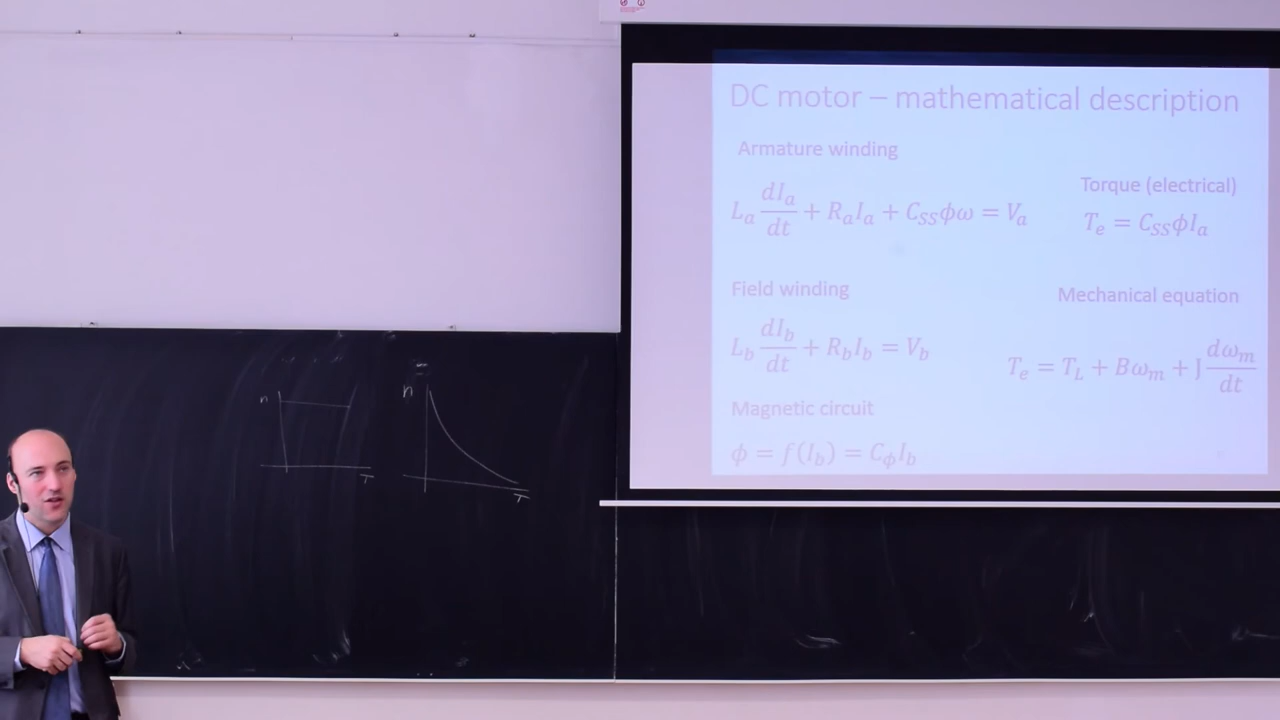 DC motor – mathematical description
Armature winding
L_a dI_a/dt + R_a I_a + C_SS ϕω = V_a
Torque (electrical)
T_e = C_SS ϕI_a
Field winding
L_b dI_b/dt + R_b I_b = V_b
Mechanical equation
T_e = T_L + Bω_m + J dω_m/dt
Magnetic circuit
ϕ = f(I_b) = C_ϕ I_b
n
T
n
T